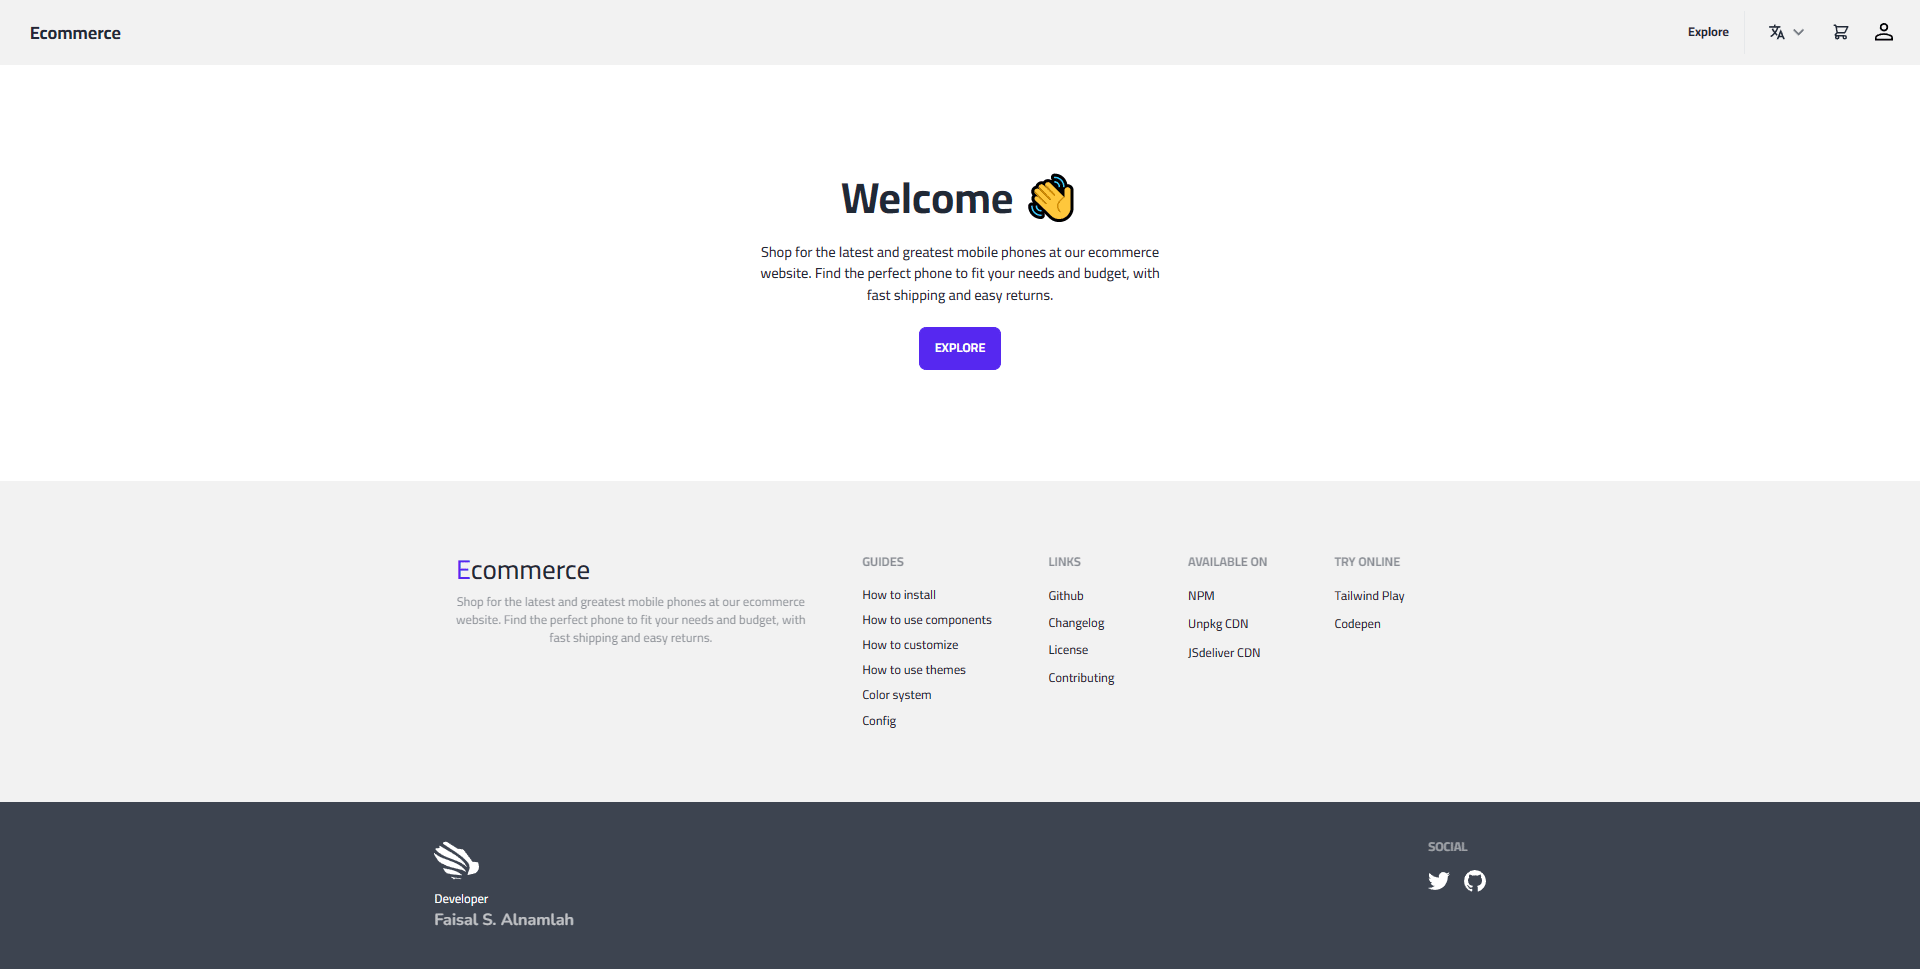 Ecommerce
Explore
Welcome 👋
Shop for the latest and greatest mobile phones at our ecommerce
website. Find the perfect phone to fit your needs and budget, with
fast shipping and easy returns.
EXPLORE
Ecommerce
Shop for the latest and greatest mobile phones at our ecommerce
website. Find the perfect phone to fit your needs and budget, with
fast shipping and easy returns.
GUIDES
How to install
How to use components
How to customize
How to use themes
Color system
Config
LINKS
Github
Changelog
License
Contributing
AVAILABLE ON
NPM
Unpkg CDN
JSdeliver CDN
TRY ONLINE
Tailwind Play
Codepen
Developer
Faisal S. Alnamlah
SOCIAL